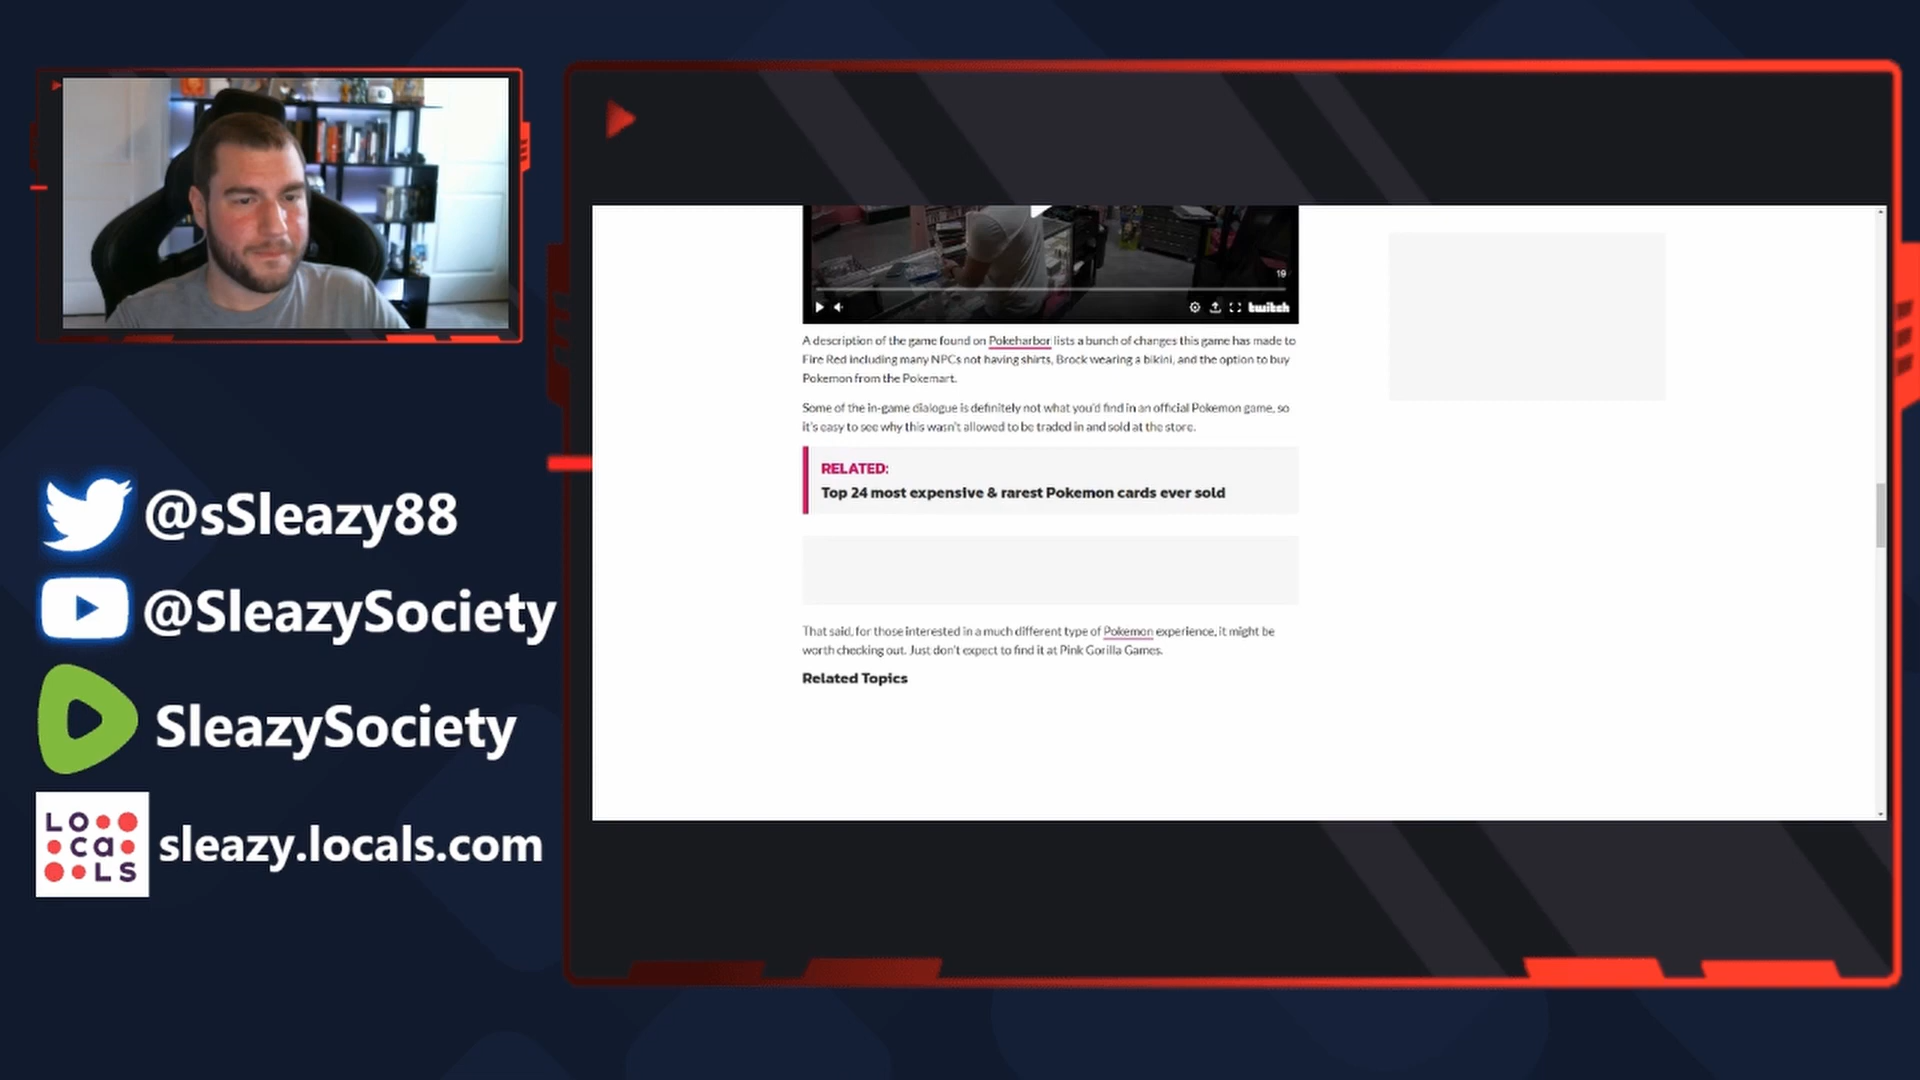 @sSleazy88
@SleazySociety
SleazySociety
LO
ca
LS
sleazy.locals.com
19
twitch
A description of the game found on Pokeharbor lists a bunch of changes this game has made to
Fire Red including many NPCs not having shirts, Brock wearing a bikini, and the option to buy
Pokemon from the Pokemart.
Some of the in-game dialogue is definitely not what you'd find in an official Pokemon game, so
it's easy to see why this wasn't allowed to be traded in and sold at the store.
RELATED:
Top 24 most expensive & rarest Pokemon cards ever sold
That said, for those interested in a much different type of Pokemon experience, it might be
worth checking out. Just don't expect to find it at Pink Gorilla Games.
Related Topics